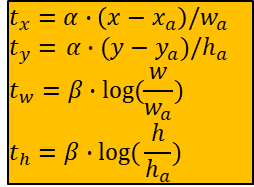 t_x = α · (x − x_a)/w_a
t_y = α · (y − y_a)/h_a
t_w = β · log(w/w_a)
t_h = β · log(h/h_a)